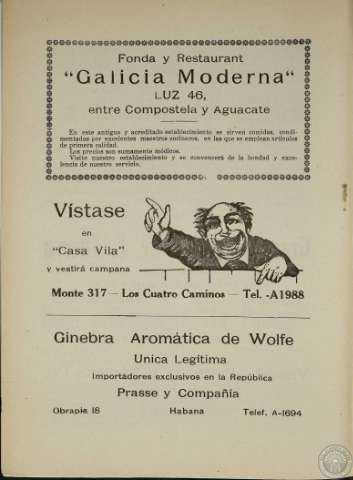 Fonda y Restaurant
"Galicia Moderna"
LUZ 46,
entre Compostela y Aguacate
En este antiguo y acreditado establecimiento se sirven comidas, condi-
mentadas por excelentes maestros cocineros, en las que se emplean artículos
de primera calidad.
Los precios son sumamente módicos.
Visite nuestro establecimiento y se convencerá de la bondad y exce-
lencia de nuestro servicio.
Vístase
en
"Casa Vila"
y vestirá campana
Monte 317 — Los Cuatro Caminos — Tel. -A1988
Ginebra Aromática de Wolfe
Unica Legítima
Importadores exclusivos en la República
Prasse y Compañía
Obrapia 18 Habana Telef. A-1694